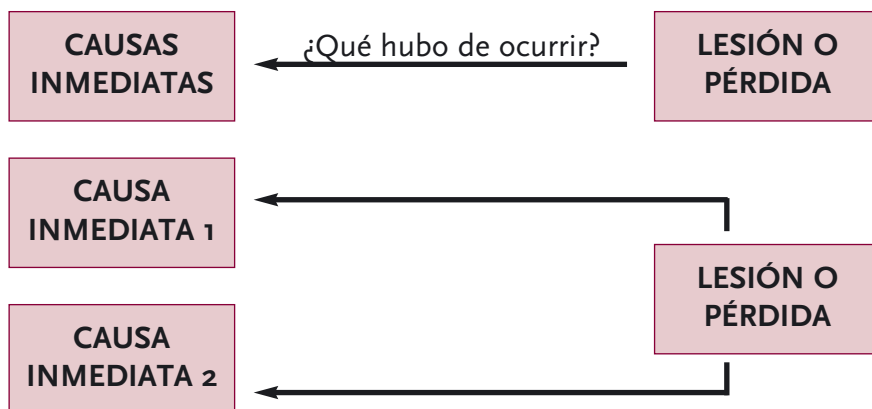 CAUSAS
INMEDIATAS
¿Qué hubo de ocurrir?
LESIÓN O
PÉRDIDA
CAUSA
INMEDIATA 1
LESIÓN O
PÉRDIDA
CAUSA
INMEDIATA 2